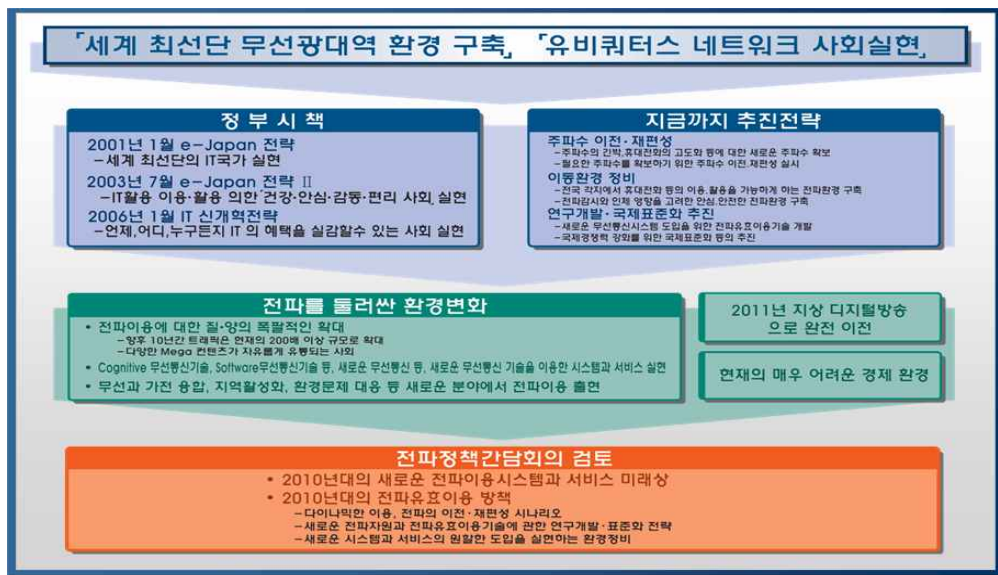 「세계 최선단 무선광대역 환경 구축」 「유비쿼터스 네트워크 사회실현」
정 부 시 책
2001년 1월 e-Japan 전략
-세계 최선단의 IT국가 실현
2003년 7월 e-Japan 전략 Ⅱ
-IT활용 이용·활용 의한「건강·안심·감동·편리 사회」실현
2006년 1월 IT 신개혁전략
-언제,어디,누구든지 IT 의 혜택을 실감할수 있는 사회 실현
지금까지 추진전략
주파수 이전·재편성
-주파수의 긴박,휴대전화의 고도화 등에 대한 새로운 주파수 확보
-필요한 주파수를 확보하기 위한 주파수 이전.재편성 실시
이동환경 정비
-전국 각지에서 휴대전화 등의 이용.활용을 가능하게 하는 전파환경 구축
-전파감시와 인체 영향을 고려한 안심.안전한 전파환경 구축
연구개발·국제표준화 추진
-새로운 무선통신시스템 도입을 위한 전파유효이용기술 개발
-국제경쟁력 강화를 위한 국제표준화 등의 추진
전파를 둘러싼 환경변화
• 전파이용에 대한 질·양의 폭팔적인 확대
-향후 10년간 트래픽은 현재의 200배 이상 규모로 확대
-다양한 Mega 컨텐츠가 자유롭게 유통되는 사회
• Cognitive 무선통신기술, Software무선통신기술 등, 새로운 무선통신 등, 새로운 무선통신 기술을 이용한 시스템과 서비스 실현
• 무선과 가전 융합, 지역활성화, 환경문제 대응 등 새로운 분야에서 전파이용 출현
2011년 지상 디지털방송
으로 완전 이전
현재의 매우 어려운 경제 환경
전파정책간담회의 검토
• 2010년대의 새로운 전파이용시스템과 서비스 미래상
• 2010년대의 전파유효이용 방책
-다이나믹한 이용, 전파의 이전·재편성 시나리오
-새로운 전파자원과 전파유효이용기술에 관한 연구개발·표준화 전략
-새로운 시스템과 서비스의 원할한 도입을 실현하는 환경정비